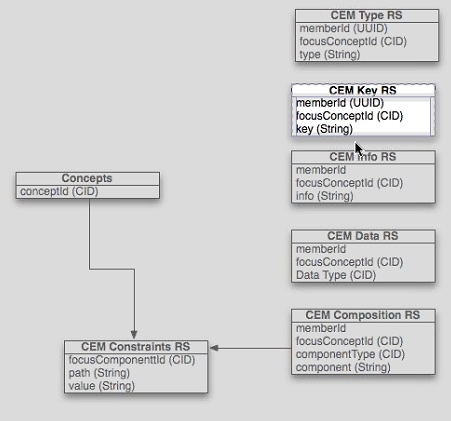 CEM Type RS
memberId (UUID)
focusConceptId (CID)
type (String)
CEM Key RS
memberId (UUID)
focusConceptId (CID)
key (String)
CEM Info RS
memberId
focusConceptId (CID)
info (String)
Concepts
conceptId (CID)
CEM Data RS
memberId
focusConceptId (CID)
Data Type (CID)
CEM Composition RS
memberId
focusConceptId (CID)
componentType (CID)
component (String)
CEM Constraints RS
focusComponenttId (CID)
path (String)
value (String)